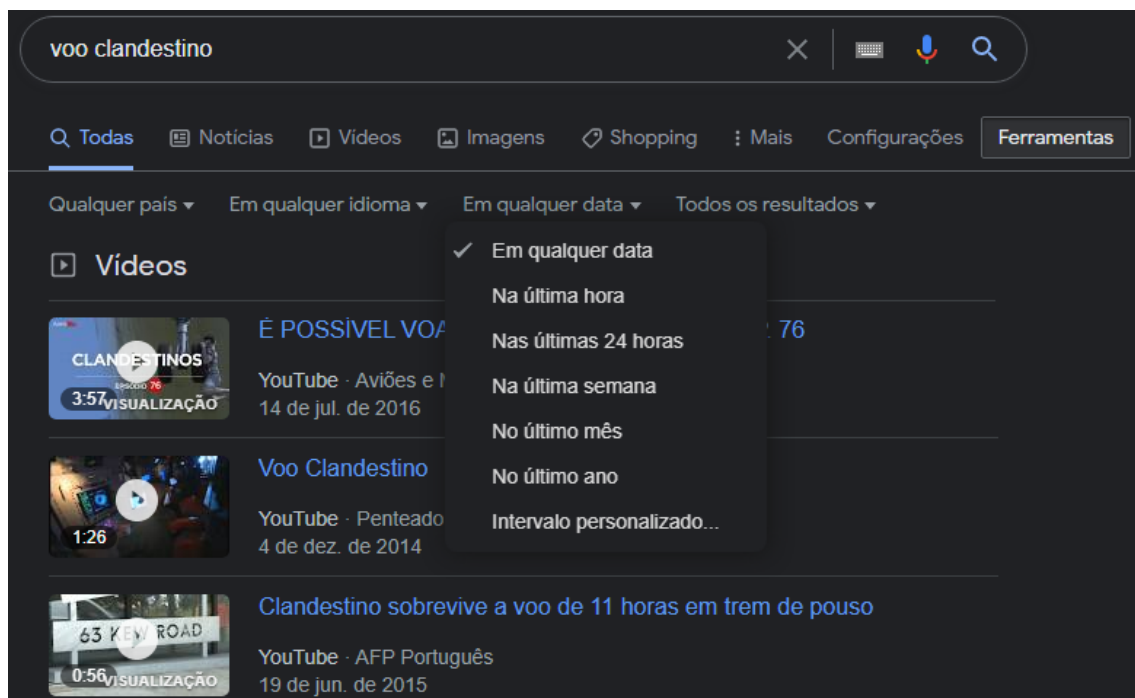 voo clandestino
Todas Notícias Vídeos Imagens Shopping Mais Configurações Ferramentas
Qualquer país Em qualquer idioma Em qualquer data Todos os resultados
Em qualquer data
Na última hora
Nas últimas 24 horas
Na última semana
No último mês
No último ano
Intervalo personalizado...
Vídeos
CLANDESTINOS
EPISÓDIO 76
3:57 VISUALIZAÇÃO
É POSSÍVEL 76
YouTube · Aviões e
14 de jul. de 2016
1:26
Voo Clandestino
YouTube · Penteado
4 de dez. de 2014
63 KEW ROAD
0:56 VISUALIZAÇÃO
Clandestino sobrevive a voo de 11 horas em trem de pouso
YouTube · AFP Português
19 de jun. de 2015